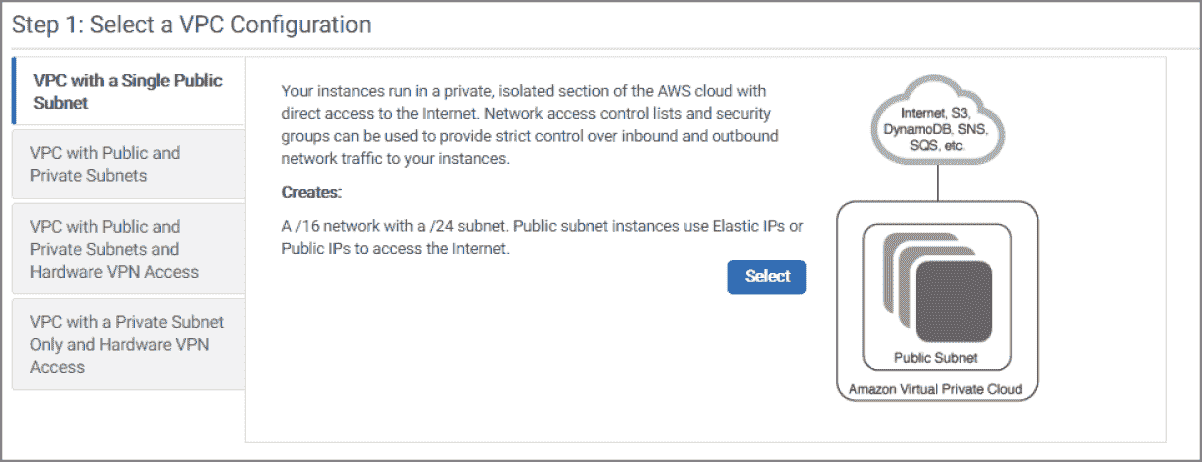 Step 1: Select a VPC Configuration
VPC with a Single Public
Subnet
VPC with Public and
Private Subnets
VPC with Public and
Private Subnets and
Hardware VPN Access
VPC with a Private Subnet
Only and Hardware VPN
Access
Your instances run in a private, isolated section of the AWS cloud with
direct access to the Internet. Network access control lists and security
groups can be used to provide strict control over inbound and outbound
network traffic to your instances.
Creates:
A /16 network with a /24 subnet. Public subnet instances use Elastic IPs or
Public IPs to access the Internet.
Select
Internet, S3,
DynamoDB, SNS,
SQS, etc.
Public Subnet
Amazon Virtual Private Cloud